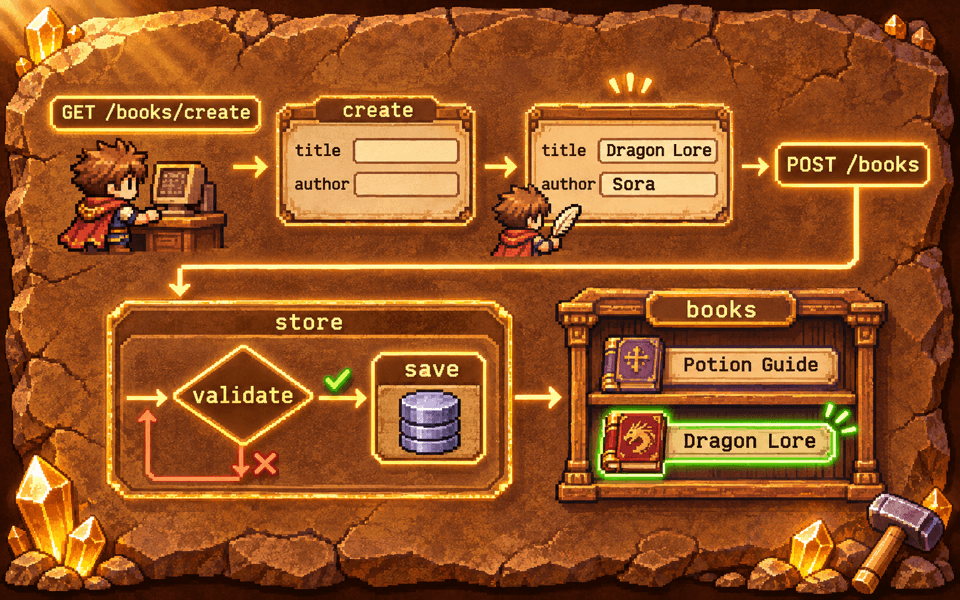 GET /books/create
create
title
author
title Dragon Lore
author Sora
POST /books
store
validate
save
books
Potion Guide
Dragon Lore